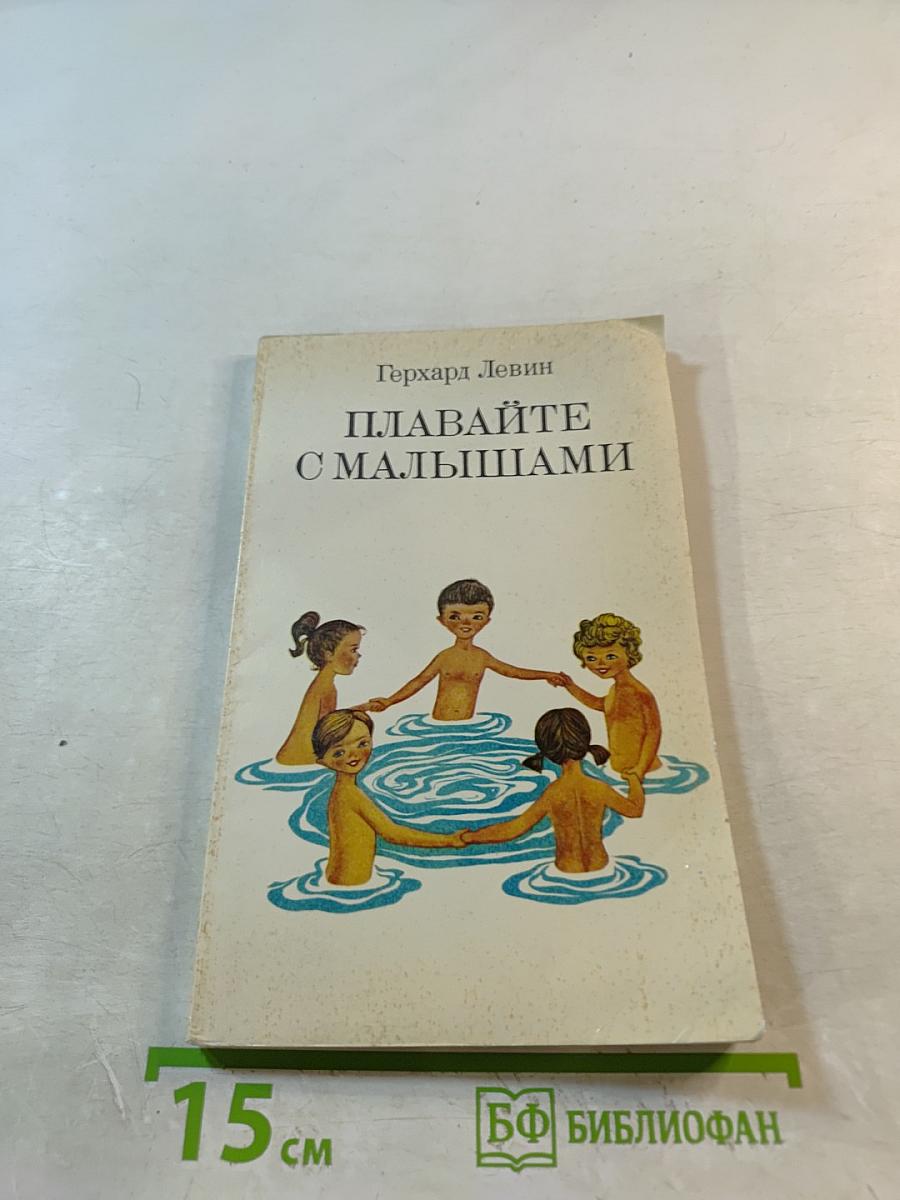 Герхард Левин
ПЛАВАЙТЕ
С МАЛЫШАМИ
15 см
БФ БИБЛИОФАН